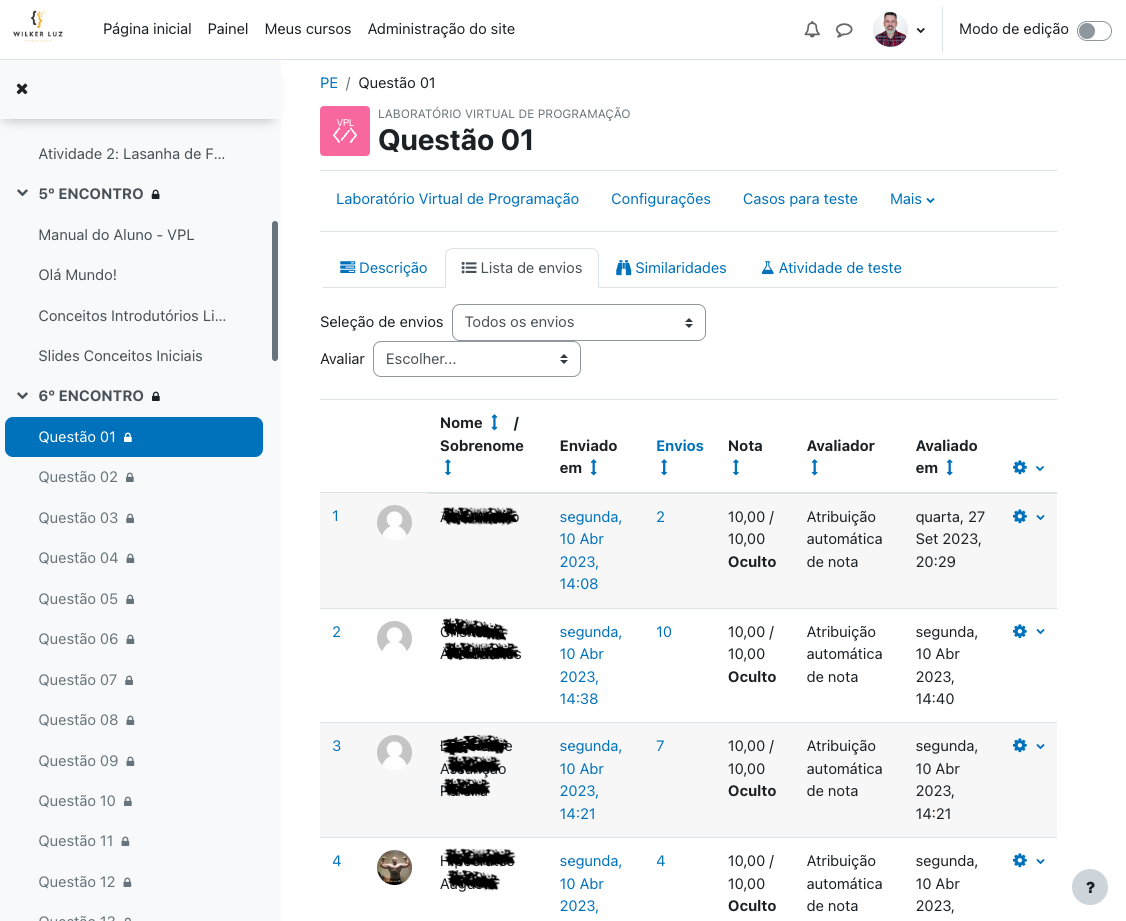 WILKER LUZ
Página inicial Painel Meus cursos Administração do site
Modo de edição
Atividade 2: Lasanha de F...
5º ENCONTRO
Manual do Aluno - VPL
Olá Mundo!
Conceitos Introdutórios Li...
Slides Conceitos Iniciais
6º ENCONTRO
Questão 01
Questão 02
Questão 03
Questão 04
Questão 05
Questão 06
Questão 07
Questão 08
Questão 09
Questão 10
Questão 11
Questão 12
Questão 13
PE / Questão 01
VPL
LABORATÓRIO VIRTUAL DE PROGRAMAÇÃO
Questão 01
Laboratório Virtual de Programação Configurações Casos para teste Mais
Descrição Lista de envios Similaridades Atividade de teste
Seleção de envios Todos os envios
Avaliar Escolher...
Nome /
Sobrenome Enviado Envios Nota Avaliador Avaliado
em em
1 segunda, 2 10,00 / Atribuição quarta, 27
10 Abr 10,00 automática Set 2023,
2023, Oculto de nota 20:29
14:08
2 segunda, 10 10,00 / Atribuição segunda,
10 Abr 10,00 automática 10 Abr
2023, Oculto de nota 2023,
14:38 14:40
3 segunda, 7 10,00 / Atribuição segunda,
10 Abr 10,00 automática 10 Abr
2023, Oculto de nota 2023,
14:21 14:21
4 segunda, 4 10,00 / Atribuição segunda,
10 Abr 10,00 automática 10 Abr
2023, Oculto de nota 2023,
?